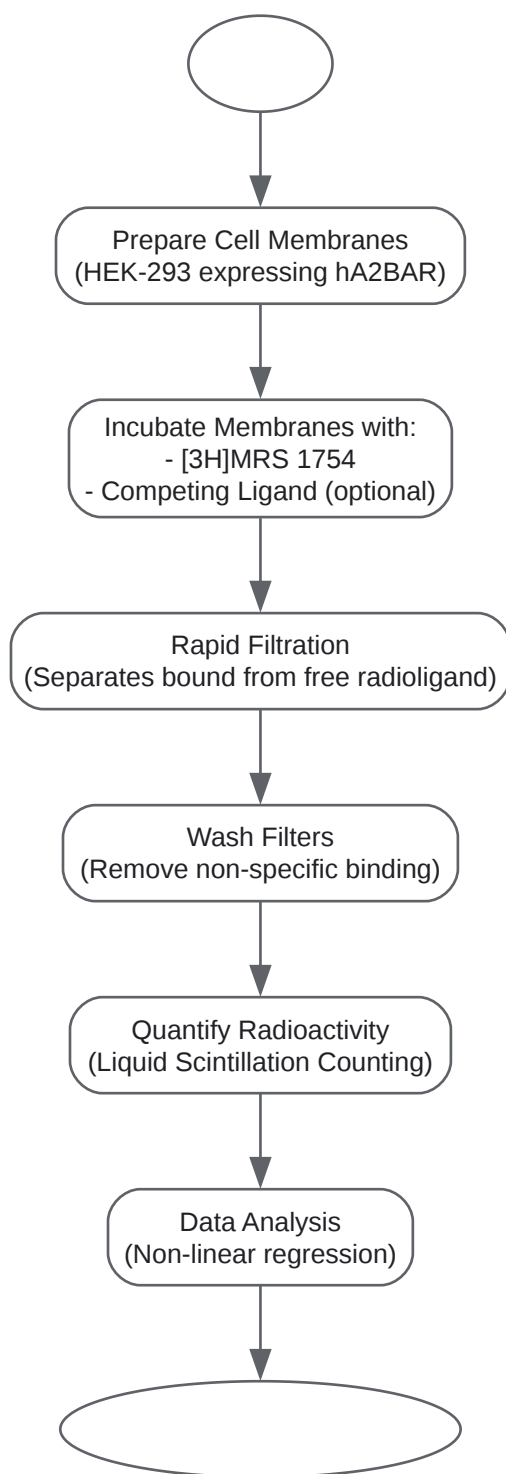 Prepare Cell Membranes
(HEK-293 expressing hA2BAR)
Incubate Membranes with:
- [3H]MRS 1754
- Competing Ligand (optional)
Rapid Filtration
(Separates bound from free radioligand)
Wash Filters
(Remove non-specific binding)
Quantify Radioactivity
(Liquid Scintillation Counting)
Data Analysis
(Non-linear regression)